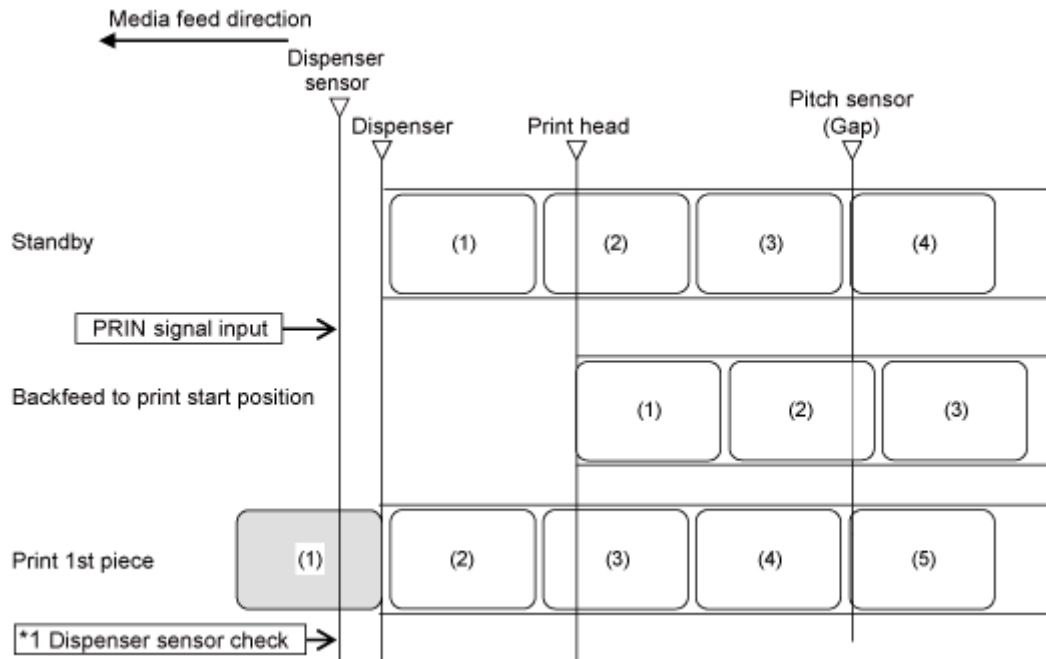 Media feed direction
Dispenser
sensor
Dispenser
Print head
Pitch sensor
(Gap)
Standby
(1)
(2)
(3)
(4)
PRIN signal input
Backfeed to print start position
(1)
(2)
(3)
Print 1st piece
(1)
(2)
(3)
(4)
(5)
*1 Dispenser sensor check